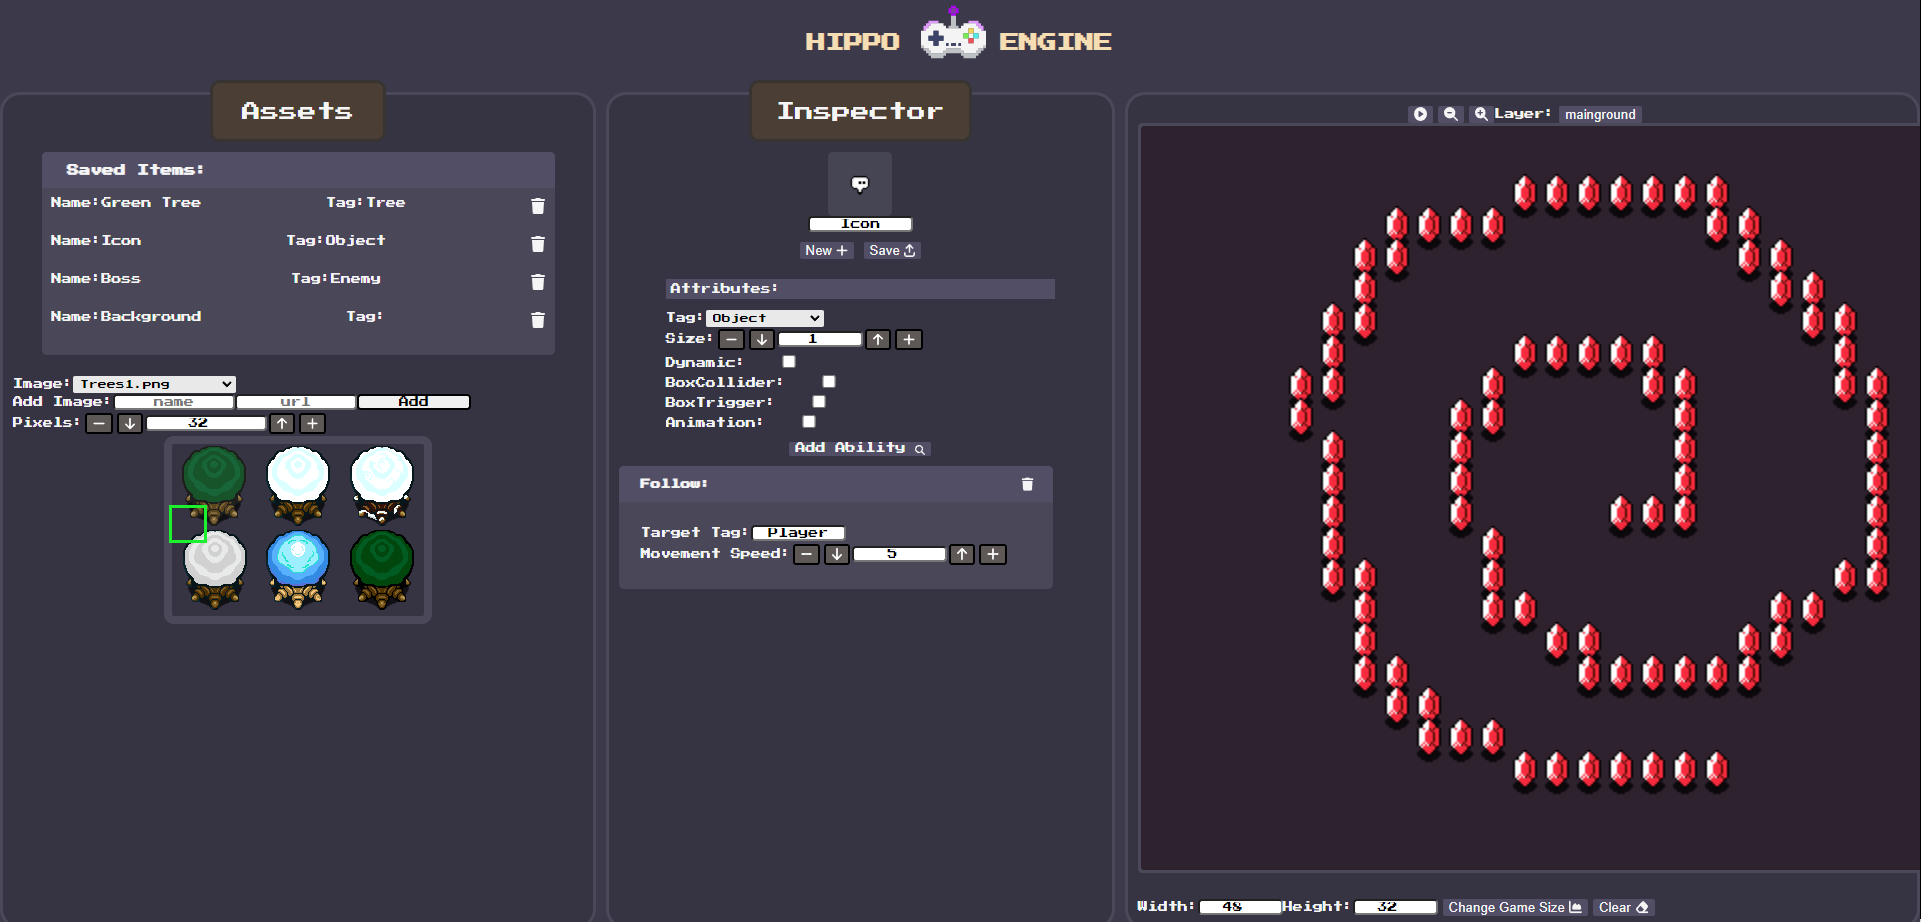 HIPPO ENGINE
Assets
Saved Items:
Name:Green Tree Tag:Tree
Name:Icon Tag:Object
Name:Boss Tag:Enemy
Name:Background Tag:
Image: Trees1.png
Add Image: name url Add
Pixels: 32
Inspector
Icon
New
Save
Attributes:
Tag: Object
Size: 1
Dynamic:
BoxCollider:
BoxTrigger:
Animation:
Add Ability
Follow:
Target Tag: Player
Movement Speed: 5
Layer: mainground
Width: 48 Height: 32 Change Game Size Clear